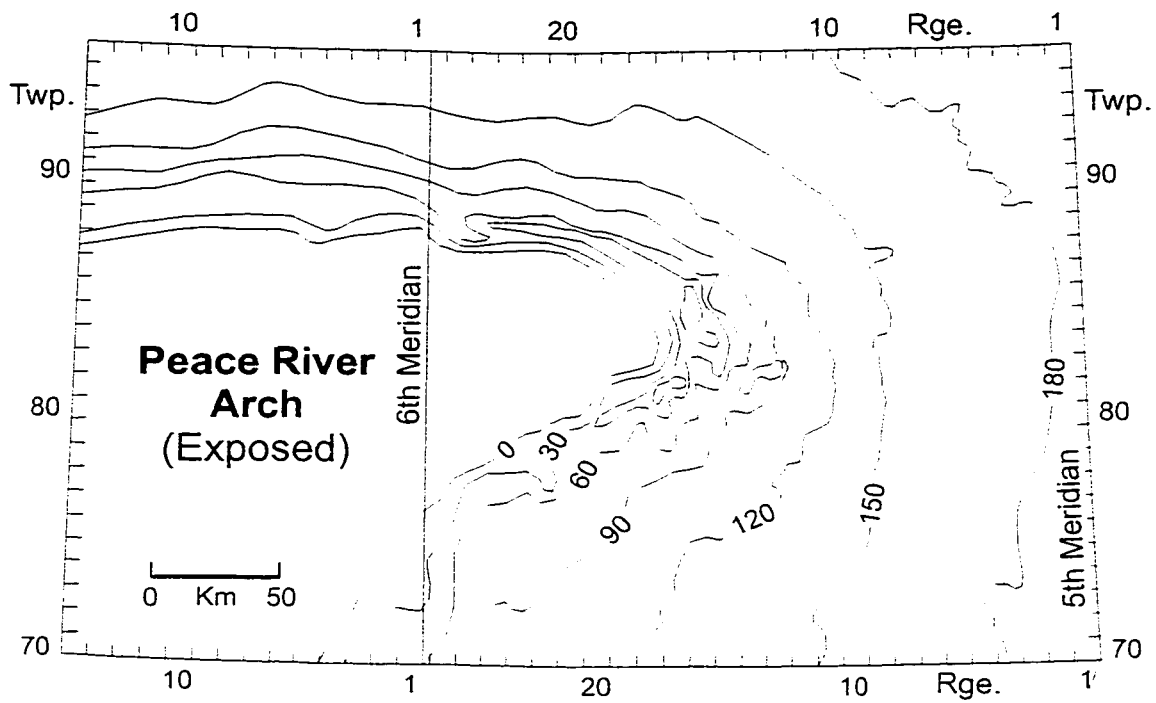 10 1 20 10 Rge. 1
Twp. Twp.
90 90
6th Meridian
Peace River
Arch
(Exposed)
180
80 80
0 30
60
90 120 150
5th Meridian
0 Km 50
70 70
10 1 20 10 Rge. 1